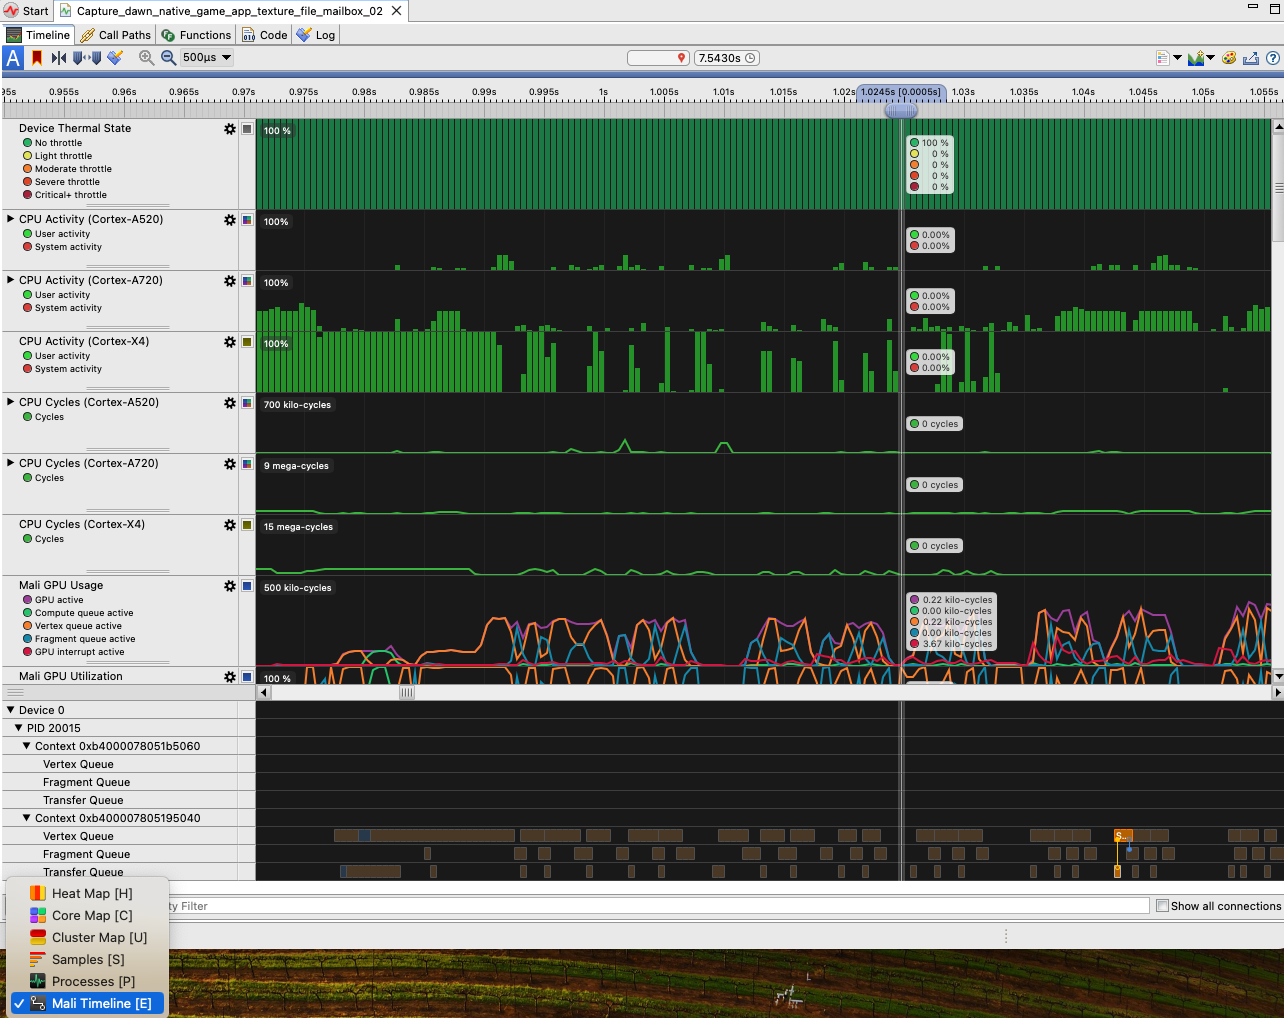 Start
Capture_dawn_native_game_app_texture_file_mailbox_02
Timeline
Call Paths
Functions
Code
Log
A
500µs
7.5430s
95s 0.955s 0.96s 0.965s 0.97s 0.975s 0.98s 0.985s 0.99s 0.995s 1s 1.005s 1.01s 1.015s 1.02s 1.0245s [0.0005s] 1.03s 1.035s 1.04s 1.045s 1.05s 1.055s
Device Thermal State
No throttle
Light throttle
Moderate throttle
Severe throttle
Critical+ throttle
100 %
100 %
0 %
0 %
0 %
0 %
CPU Activity (Cortex-A520)
User activity
System activity
100%
0.00%
0.00%
CPU Activity (Cortex-A720)
User activity
System activity
100%
0.00%
0.00%
CPU Activity (Cortex-X4)
User activity
System activity
100%
0.00%
0.00%
CPU Cycles (Cortex-A520)
Cycles
700 kilo-cycles
0 cycles
CPU Cycles (Cortex-A720)
Cycles
9 mega-cycles
0 cycles
CPU Cycles (Cortex-X4)
Cycles
15 mega-cycles
0 cycles
Mali GPU Usage
GPU active
Compute queue active
Vertex queue active
Fragment queue active
GPU interrupt active
500 kilo-cycles
0.22 kilo-cycles
0.00 kilo-cycles
0.22 kilo-cycles
0.00 kilo-cycles
3.67 kilo-cycles
Mali GPU Utilization
100 %
Device 0
PID 20015
Context 0xb4000078051b5060
Vertex Queue
Fragment Queue
Transfer Queue
Context 0xb400007805195040
Vertex Queue
S..
Fragment Queue
Transfer Queue
ty Filter
Show all connections
Heat Map [H]
Core Map [C]
Cluster Map [U]
Samples [S]
Processes [P]
Mali Timeline [E]